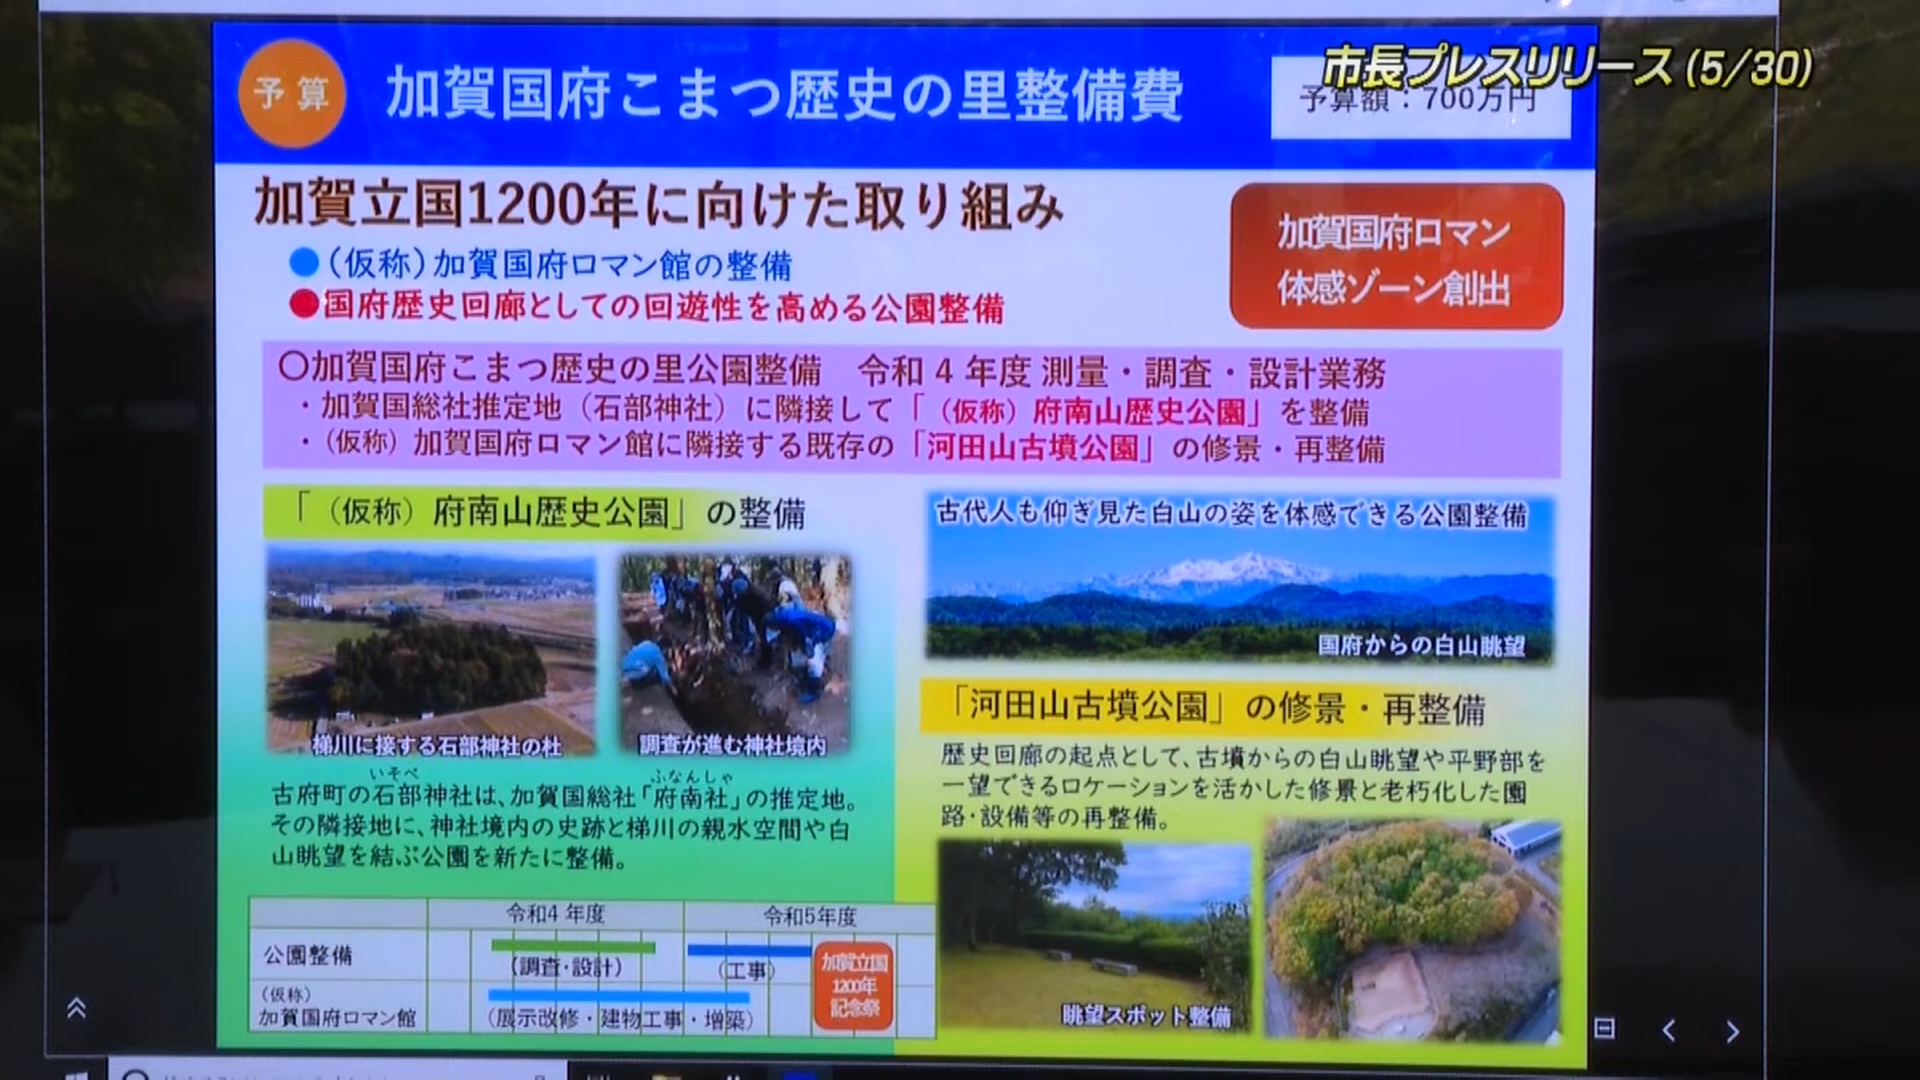 市長プレスリリース(5/30)
予算
加賀国府こまつ歴史の里整備費
予算額：700万円
加賀立国1200年に向けた取り組み
●（仮称）加賀国府ロマン館の整備
●国府歴史回廊としての回遊性を高める公園整備
加賀国府ロマン
体感ゾーン創出
〇加賀国府こまつ歴史の里公園整備　令和４年度 測量・調査・設計業務
・加賀国総社推定地（石部神社）に隣接して「（仮称）府南山歴史公園」を整備
・（仮称）加賀国府ロマン館に隣接する既存の「河田山古墳公園」の修景・再整備
「（仮称）府南山歴史公園」の整備
梯川に接する石部神社の杜
調査が進む神社境内
いそべ
ふなんしゃ
古府町の石部神社は、加賀国総社「府南社」の推定地。
その隣接地に、神社境内の史跡と梯川の親水空間や白
山眺望を結ぶ公園を新たに整備。
令和4 年度
令和5年度
公園整備
(調査・設計)
(工事)
（仮称）
加賀国府ロマン館
(展示改修・建物工事・増築)
加賀立国
1200年
記念祭
古代人も仰ぎ見た白山の姿を体感できる公園整備
国府からの白山眺望
「河田山古墳公園」の修景・再整備
歴史回廊の起点として、古墳からの白山眺望や平野部を
一望できるロケーションを活かした修景と老朽化した園
路・設備等の再整備。
眺望スポット整備